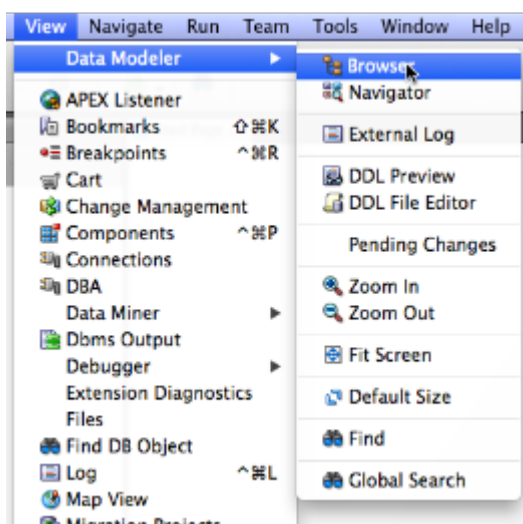 View Navigate Run Team Tools Window Help
Data Modeler
APEX Listener
Bookmarks ⇧⌘K
Breakpoints ^⌘R
Cart
Change Management
Components ^⌘P
Connections
DBA
Data Miner
Dbms Output
Debugger
Extension Diagnostics
Files
Find DB Object
Log ^⌘L
Map View
Migration Projects
Browser
Navigator
External Log
DDL Preview
DDL File Editor
Pending Changes
Zoom In
Zoom Out
Fit Screen
Default Size
Find
Global Search